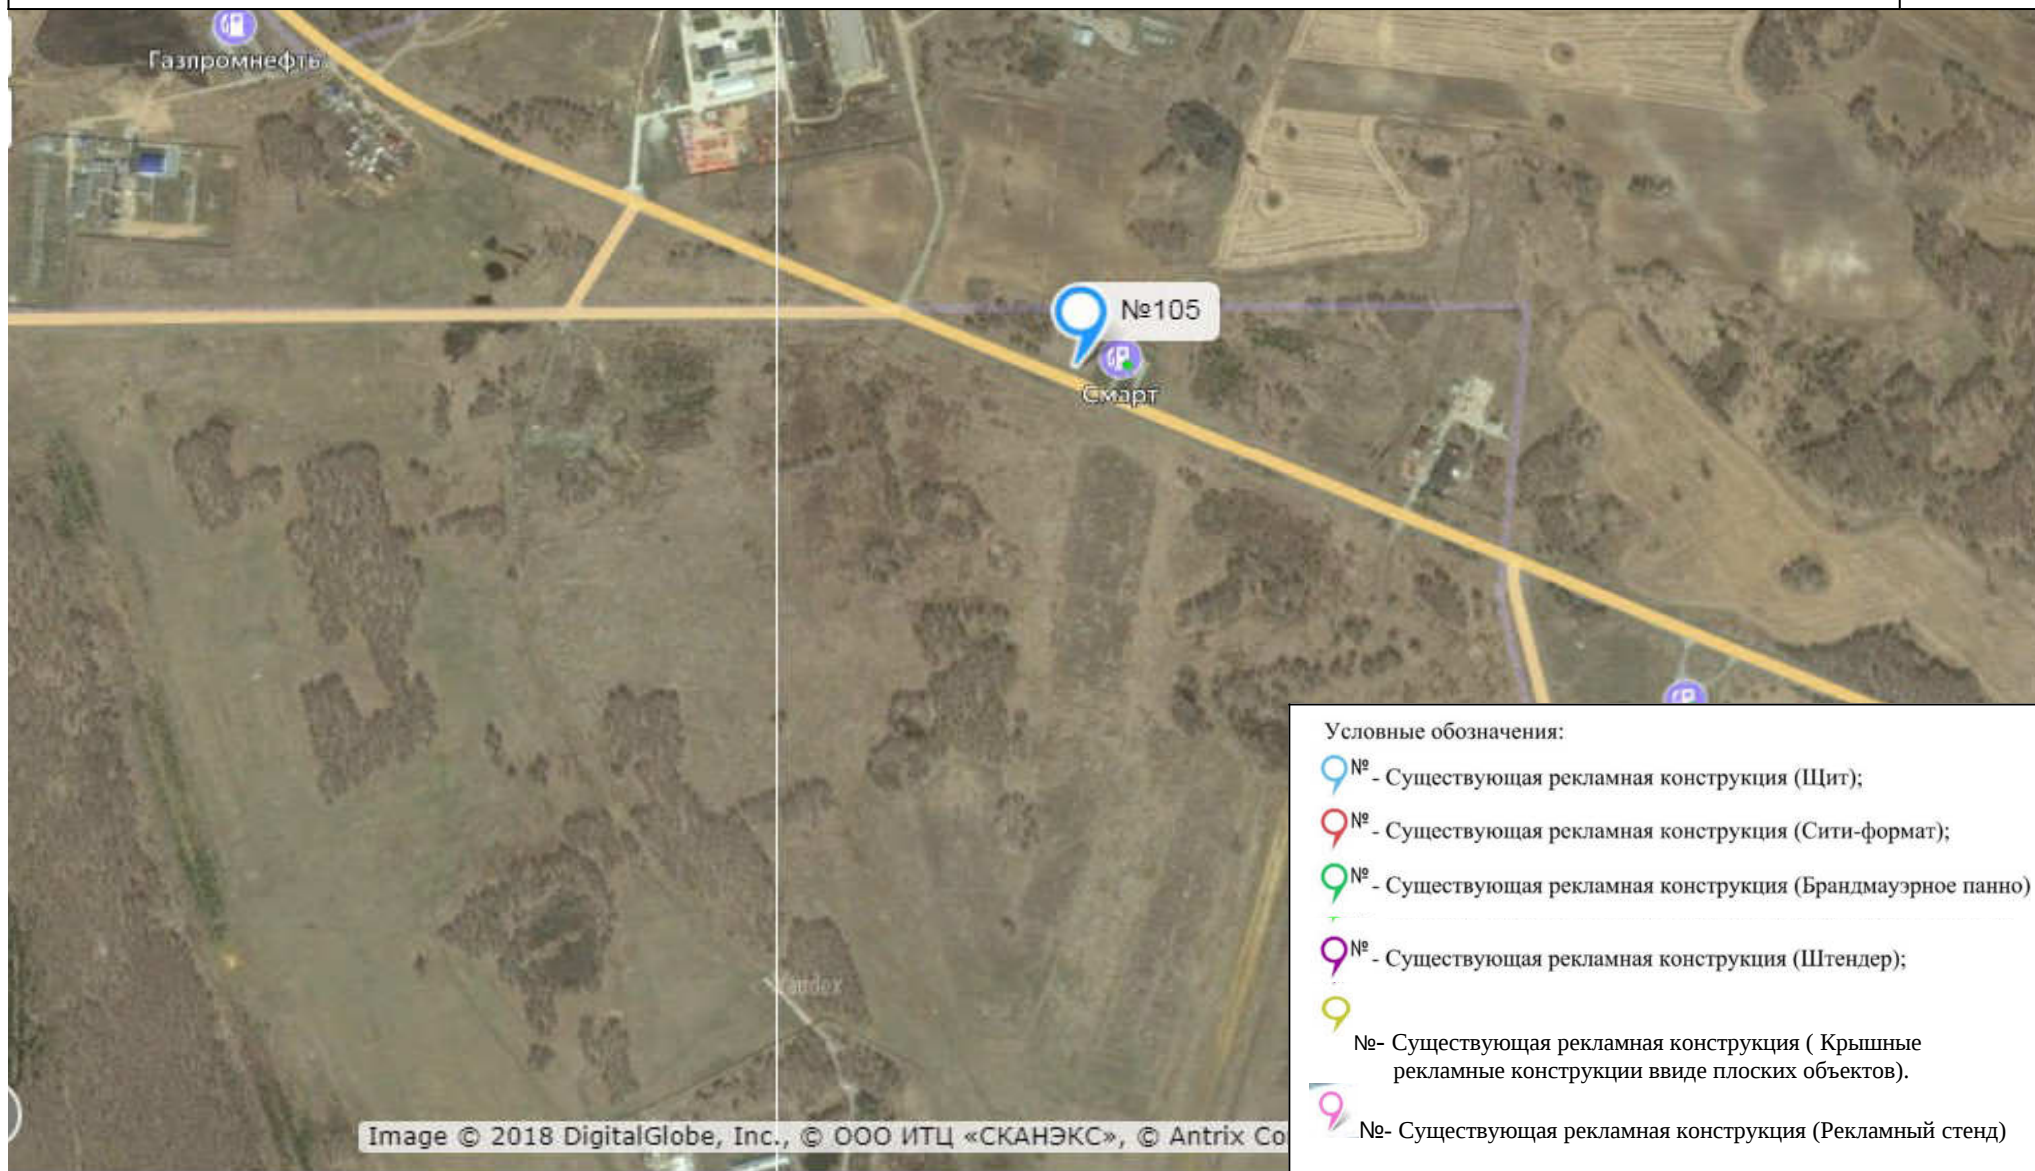 Газпромнефть
№105
Смарт
Условные обозначения:
№ - Существующая рекламная конструкция (Щит);
№ - Существующая рекламная конструкция (Сити-формат);
№ - Существующая рекламная конструкция (Брандмауэрное панно)
№ - Существующая рекламная конструкция (Штендер);
№- Существующая рекламная конструкция ( Крышные
рекламные конструкции ввиде плоских объектов).
№- Существующая рекламная конструкция (Рекламный стенд)
Yandex
Image © 2018 DigitalGlobe, Inc., © ООО ИТЦ «СКАНЭКС», © Antrix Co